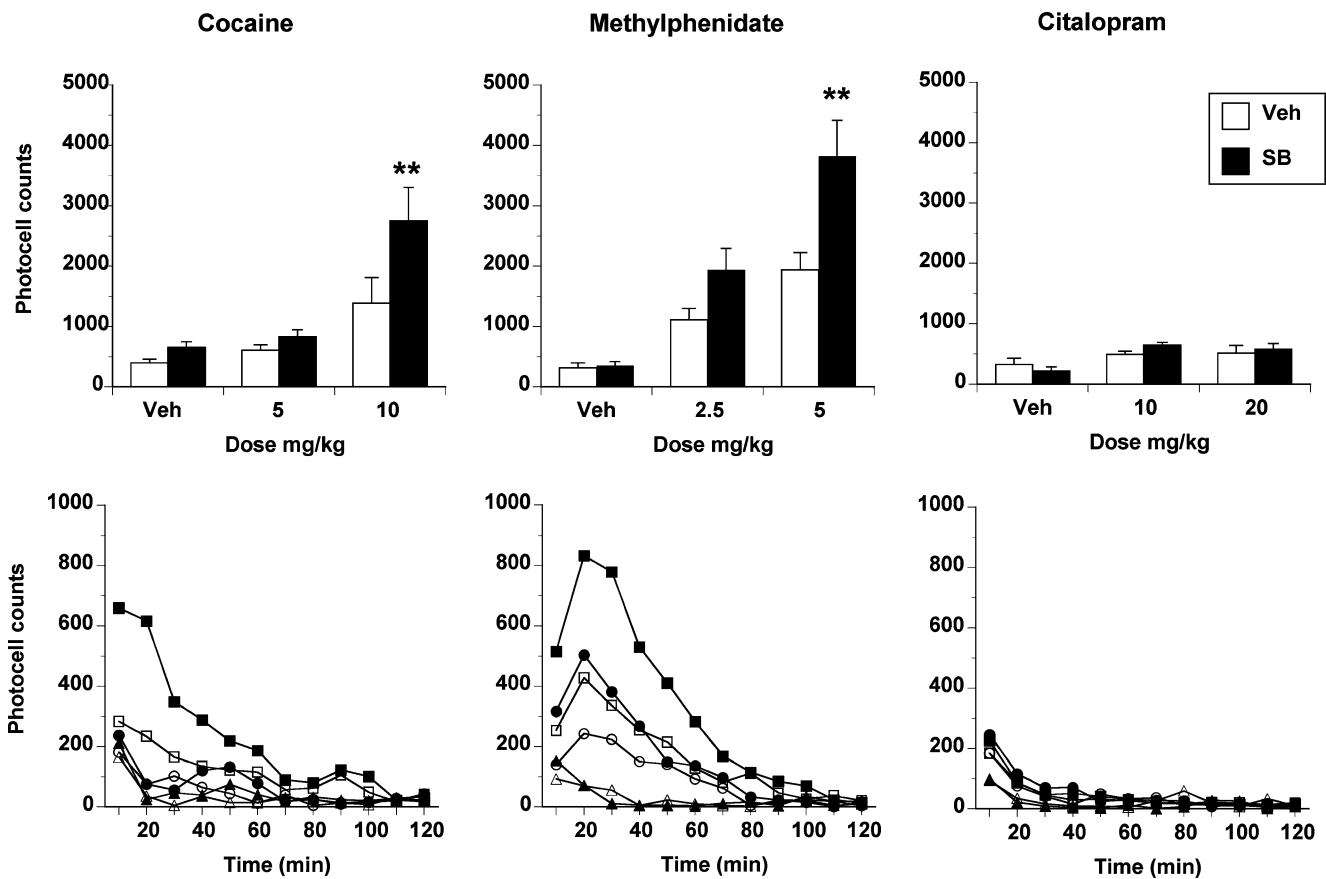 Cocaine Methylphenidate Citalopram
5000 5000 5000
4000 4000 4000
3000 3000 3000
2000 2000 2000
1000 1000 1000
0 0 0
Photocell counts
** **
Veh
SB
Veh 5 10 Veh 2.5 5 Veh 10 20
Dose mg/kg Dose mg/kg Dose mg/kg
1000 1000 1000
800 800 800
600 600 600
400 400 400
200 200 200
0 0 0
Photocell counts
20 40 60 80 100 120 20 40 60 80 100 120 20 40 60 80 100 120
Time (min) Time (min) Time (min)